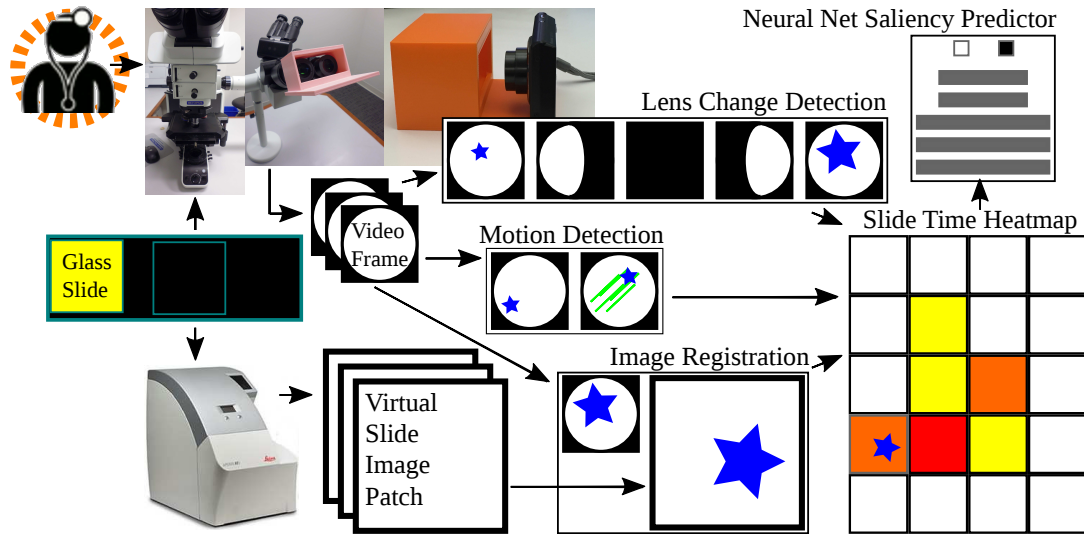 Neural Net Saliency Predictor
Lens Change Detection
Slide Time Heatmap
Video
Frame
Motion Detection
Glass
Slide
Image Registration
Virtual
Slide
Image
Patch